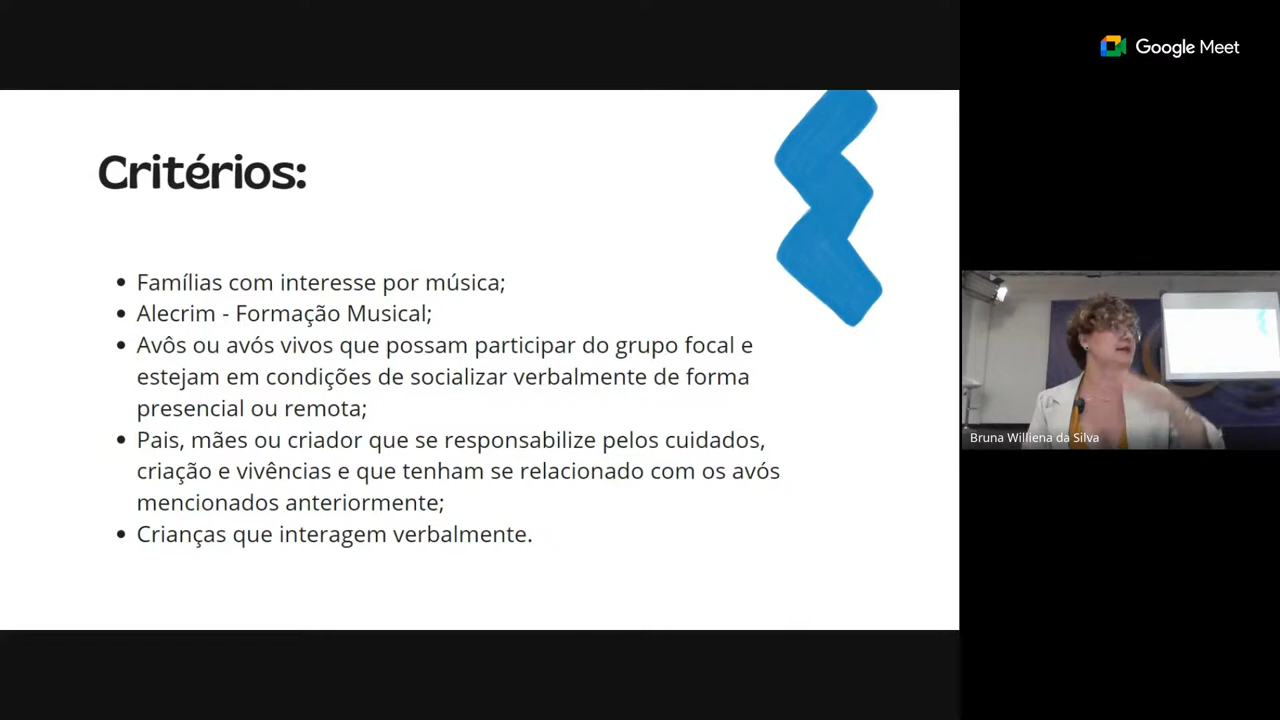 Google Meet
Critérios:
• Famílias com interesse por música;
• Alecrim - Formação Musical;
• Avôs ou avós vivos que possam participar do grupo focal e
estejam em condições de socializar verbalmente de forma
presencial ou remota;
• Pais, mães ou criador que se responsabilize pelos cuidados,
criação e vivências e que tenham se relacionado com os avós
mencionados anteriormente;
• Crianças que interagem verbalmente.
Bruna Williena da Silva